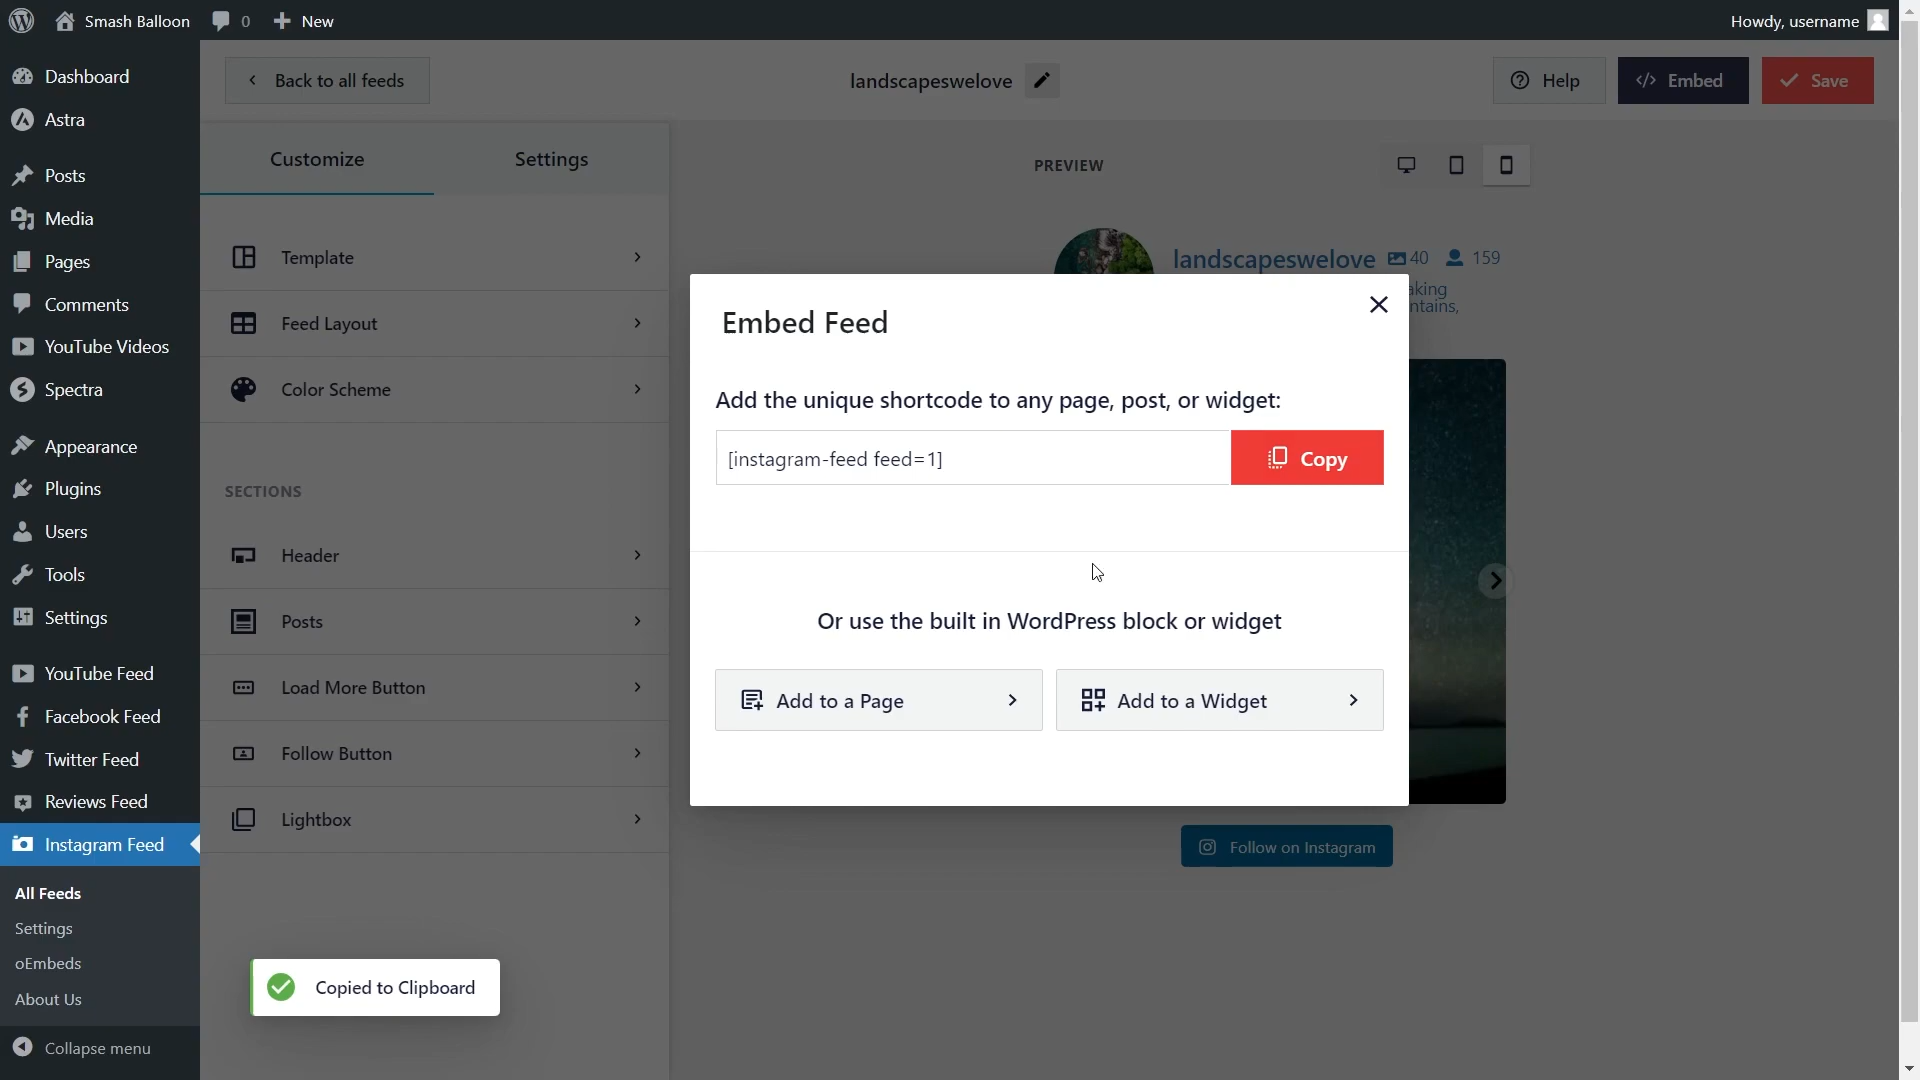 Smash Balloon
0
New
Howdy, username
Dashboard
Astra
Posts
Media
Pages
Comments
YouTube Videos
Spectra
Appearance
Plugins
Users
Tools
Settings
YouTube Feed
Facebook Feed
Twitter Feed
Reviews Feed
Instagram Feed
All Feeds
Settings
oEmbeds
About Us
Collapse menu
Back to all feeds
landscapeswelove
Help
</> Embed
Save
Customize
Settings
Template
Feed Layout
Color Scheme
SECTIONS
Header
Posts
Load More Button
Follow Button
Lightbox
PREVIEW
landscapeswelove 40 159
Embed Feed
Add the unique shortcode to any page, post, or widget:
[instagram-feed feed=1]
Copy
Or use the built in WordPress block or widget
Add to a Page
Add to a Widget
Follow on Instagram
Copied to Clipboard